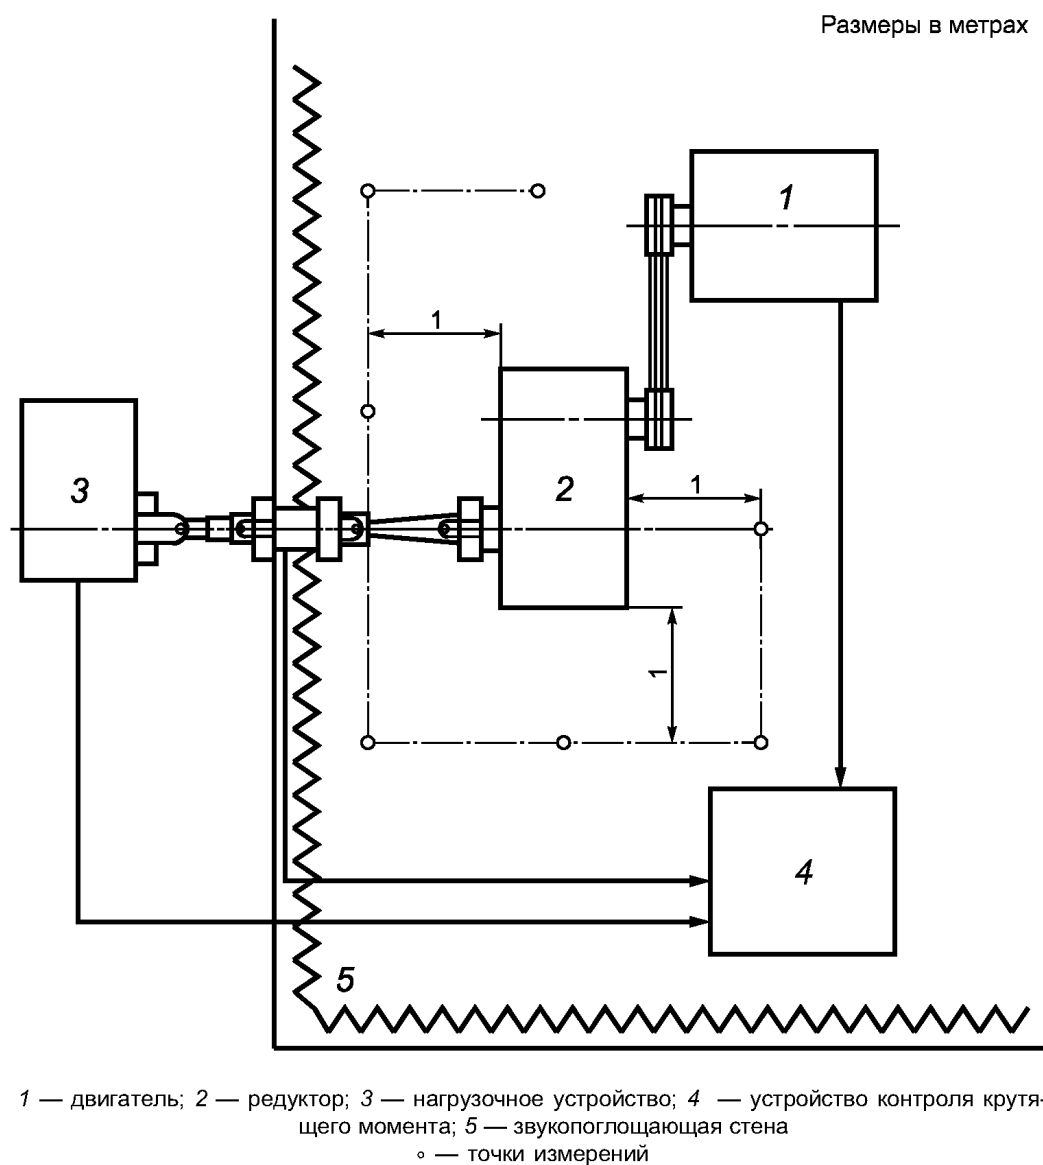 Размеры в метрах
1
1
3
2
1
1
4
5
1 — двигатель; 2 — редуктор; 3 — нагрузочное устройство; 4 — устройство контроля крутя-
щего момента; 5 — звукопоглощающая стена
∘ — точки измерений